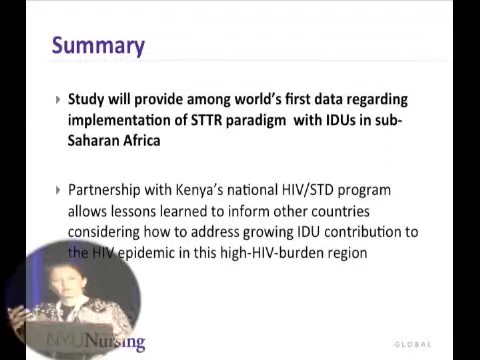 Summary
Study will provide among world's first data regarding
implementation of STTR paradigm with IDUs in sub-
Saharan Africa
Partnership with Kenya's national HIV/STD program
allows lessons learned to inform other countries
considering how to address growing IDU contribution to
the HIV epidemic in this high-HIV-burden region
NYUNursing
GLOBAL